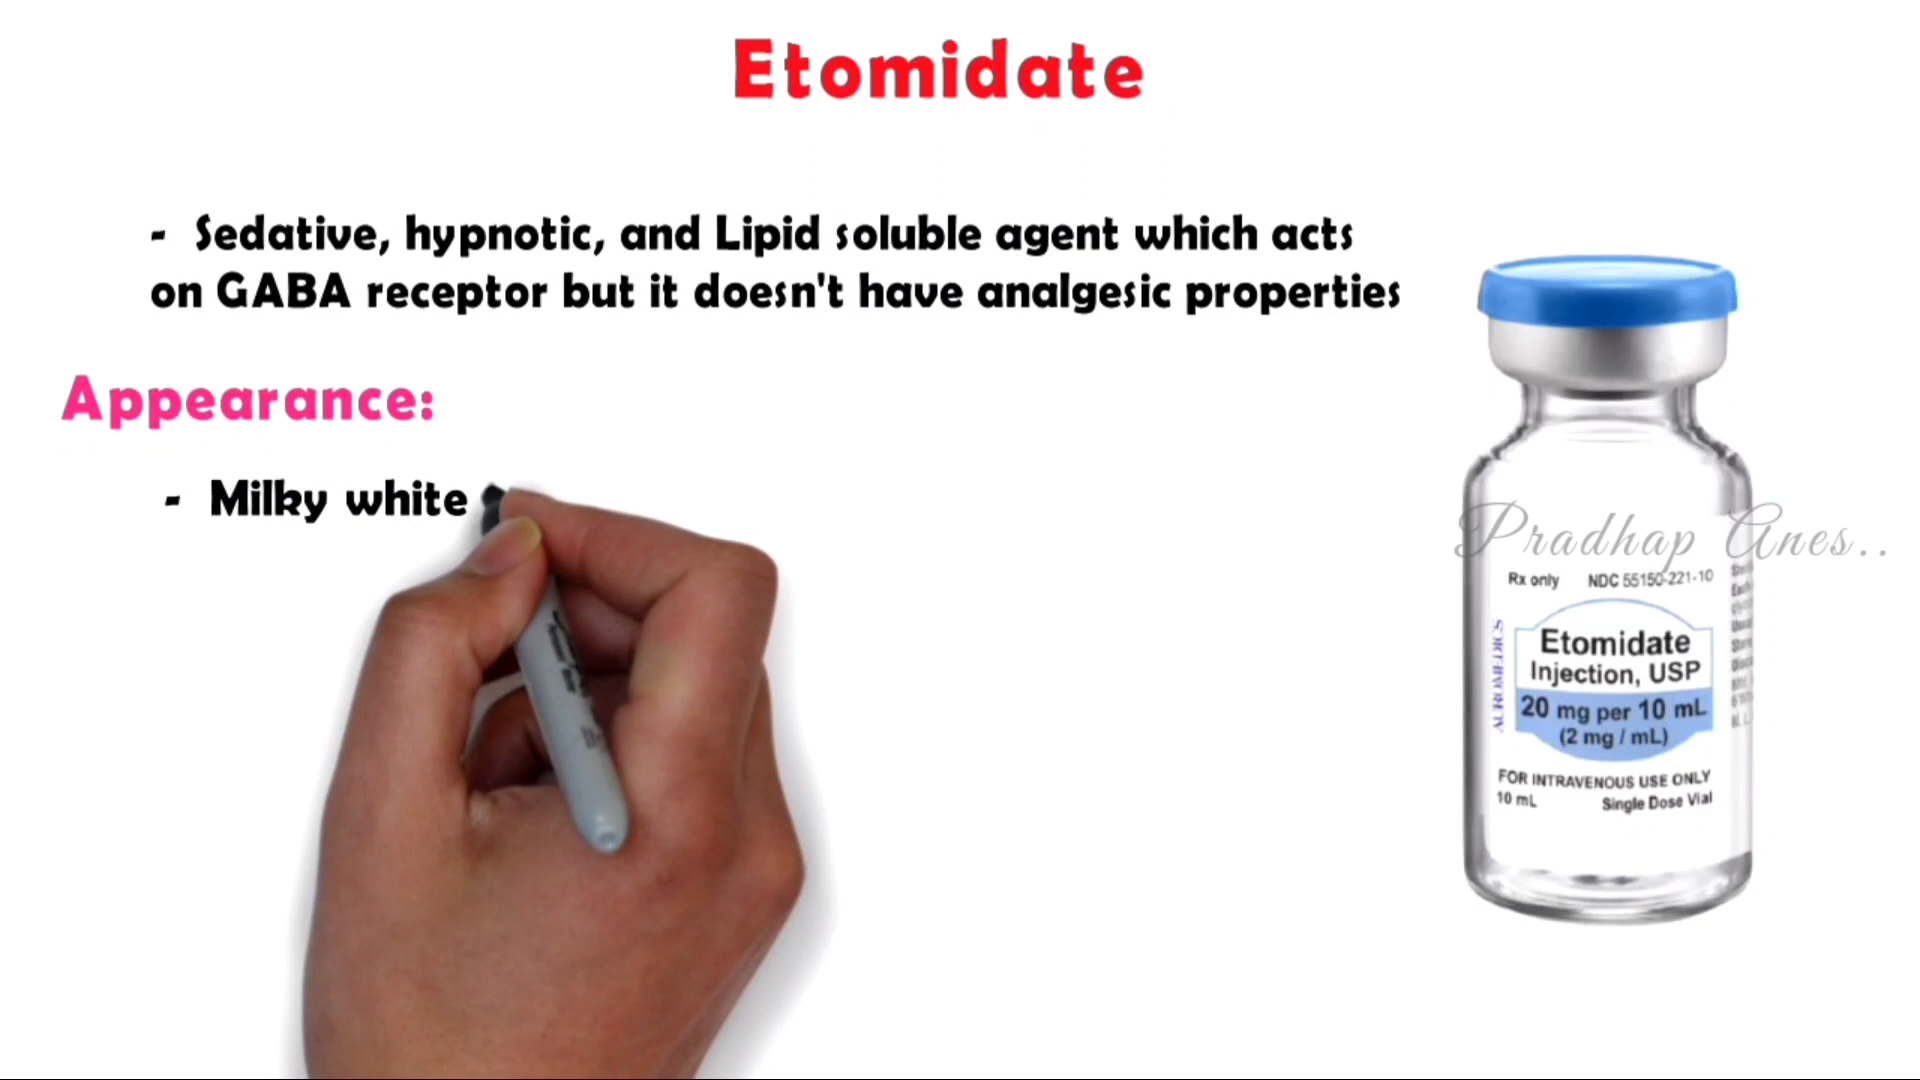 Etomidate
- Sedative, hypnotic, and Lipid soluble agent which acts
on GABA receptor but it doesn't have analgesic properties
Appearance:
- Milky white
Pradhap Anes..
Rx only NDC 55150-221-10
AUROMEDICS
Etomidate
Injection, USP
20 mg per 10 mL
(2 mg / mL)
FOR INTRAVENOUS USE ONLY
10 mL Single Dose Vial